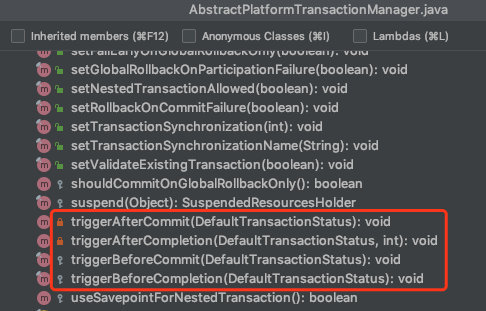 AbstractPlatformTransactionManager.java
Inherited members (⌘F12) Anonymous Classes (⌘I) Lambdas (⌘L)
setFailEarlyOnGlobalRollbackOnly(boolean): void
setGlobalRollbackOnParticipationFailure(boolean): void
setNestedTransactionAllowed(boolean): void
setRollbackOnCommitFailure(boolean): void
setTransactionSynchronization(int): void
setTransactionSynchronizationName(String): void
setValidateExistingTransaction(boolean): void
shouldCommitOnGlobalRollbackOnly(): boolean
suspend(Object): SuspendedResourcesHolder
triggerAfterCommit(DefaultTransactionStatus): void
triggerAfterCompletion(DefaultTransactionStatus, int): void
triggerBeforeCommit(DefaultTransactionStatus): void
triggerBeforeCompletion(DefaultTransactionStatus): void
useSavepointForNestedTransaction(): boolean